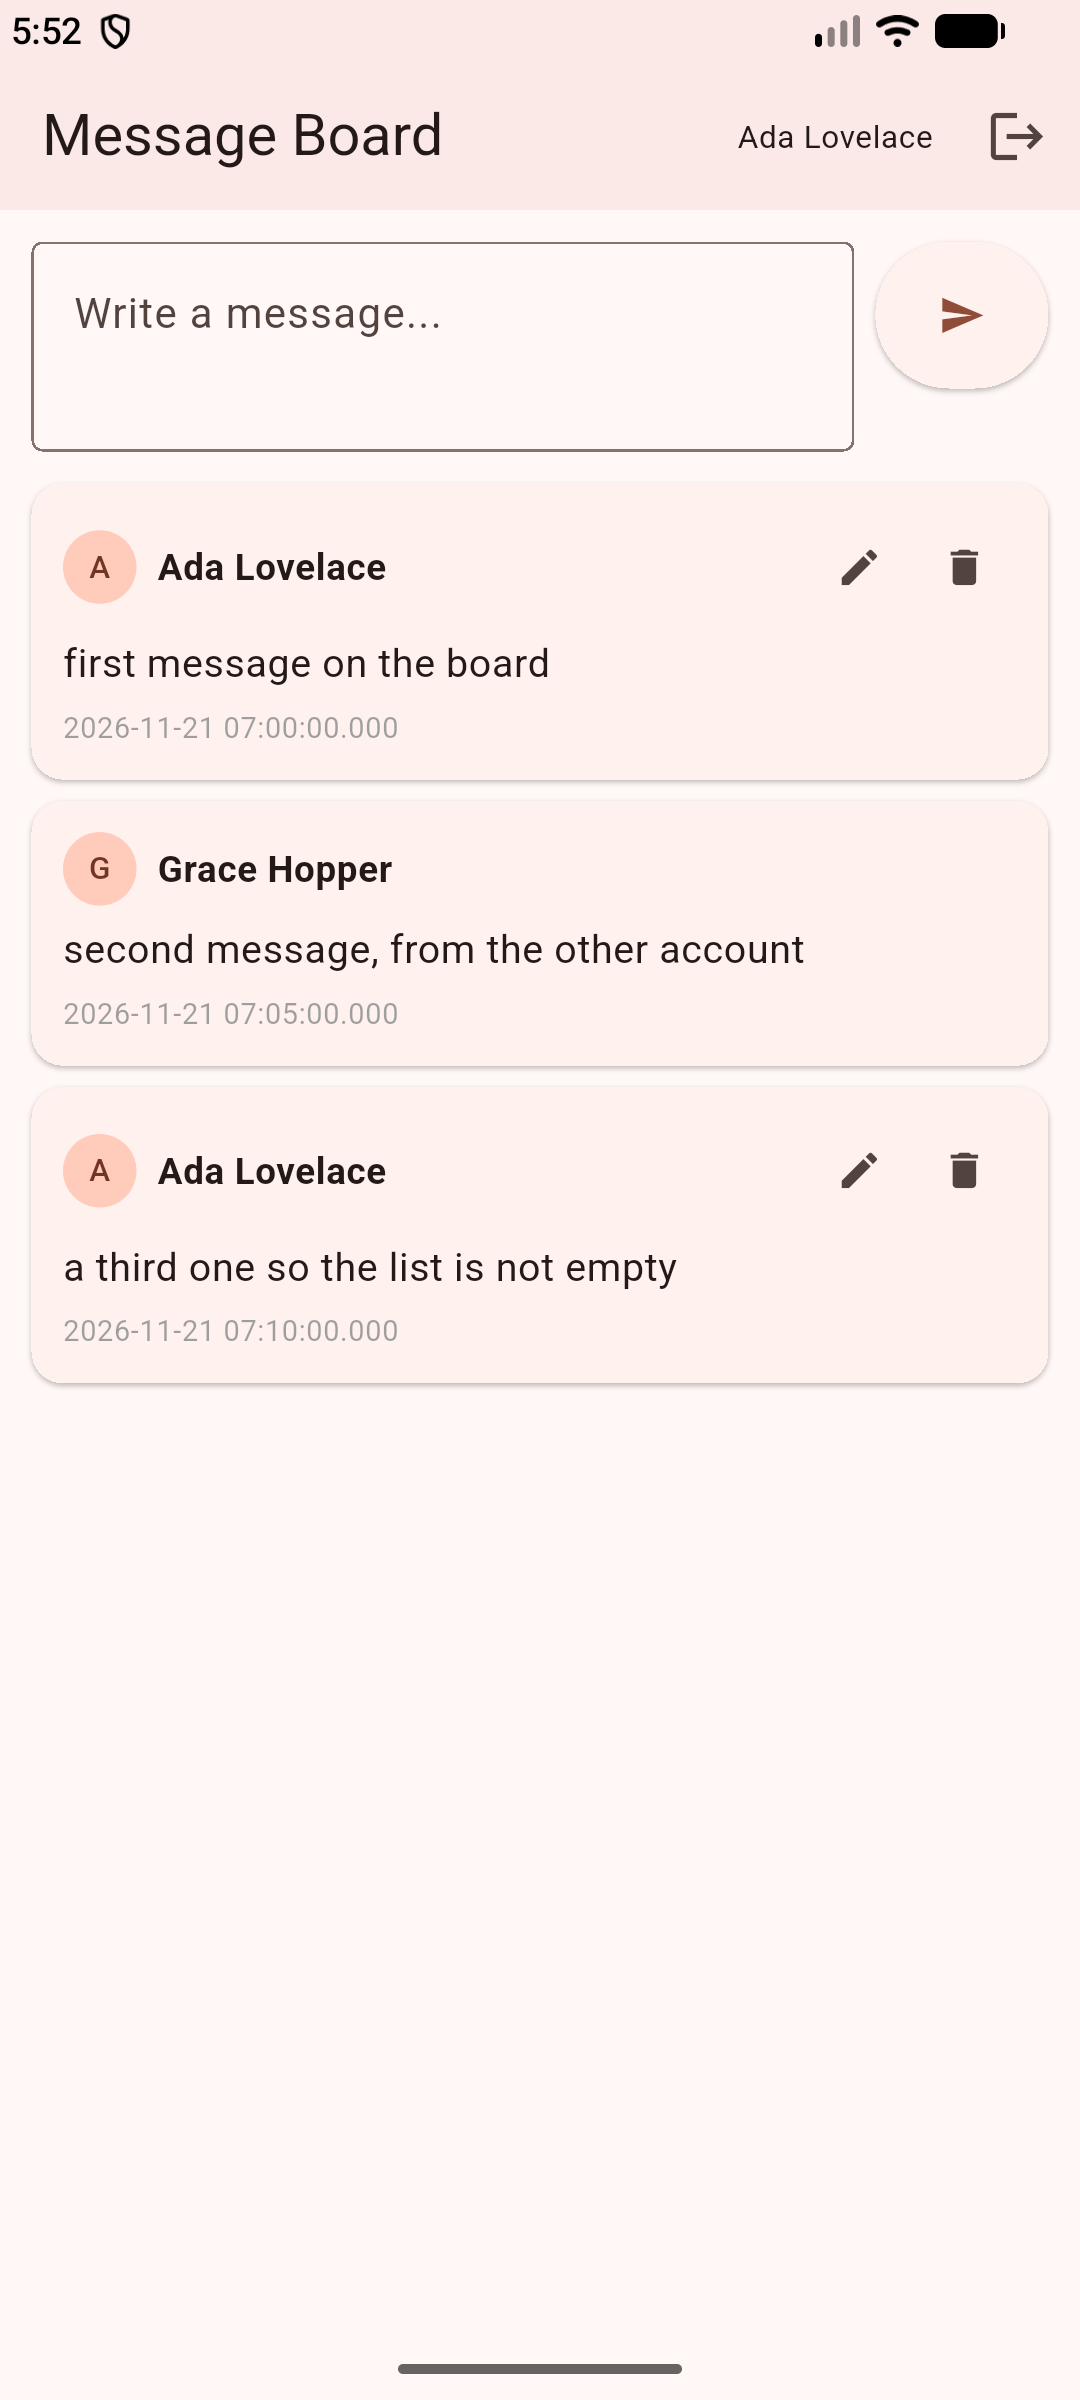 5:52
Message Board
Ada Lovelace
Write a message...
A
Ada Lovelace
first message on the board
2026-11-21 07:00:00.000
G
Grace Hopper
second message, from the other account
2026-11-21 07:05:00.000
A
Ada Lovelace
a third one so the list is not empty
2026-11-21 07:10:00.000